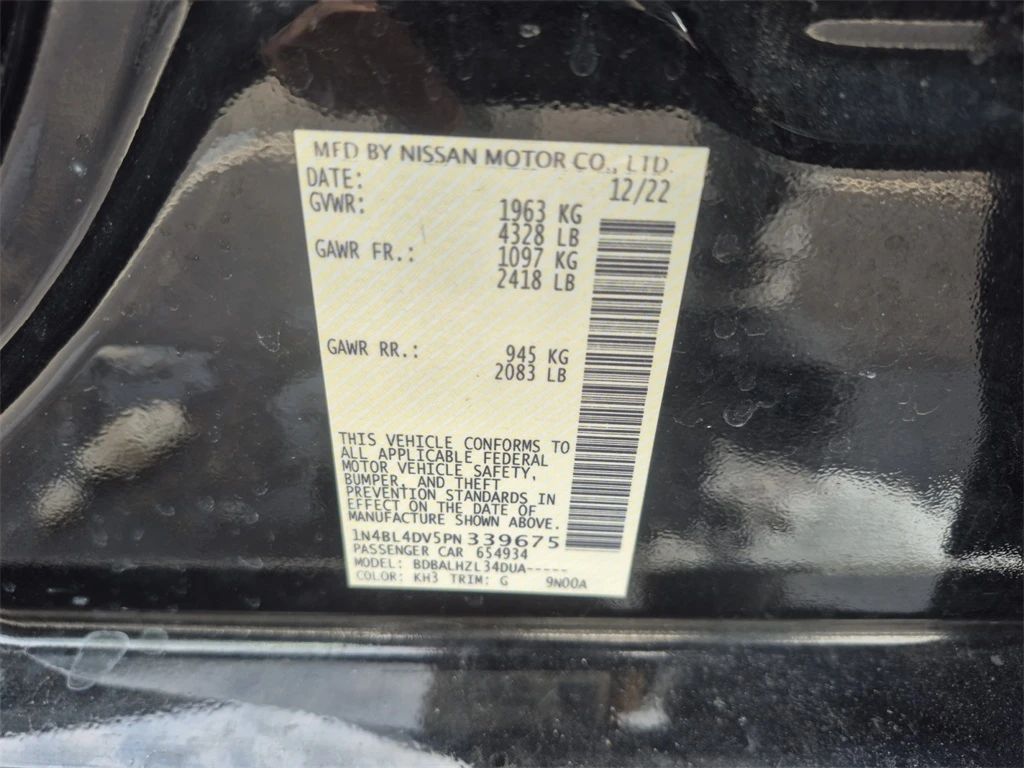 MFD BY NISSAN MOTOR CO., LTD.
DATE: 12/22
GVWR: 1963 KG
4328 LB
GAWR FR.: 1097 KG
2418 LB
GAWR RR.: 945 KG
2083 LB
THIS VEHICLE CONFORMS TO
ALL APPLICABLE FEDERAL
MOTOR VEHICLE SAFETY,
BUMPER, AND THEFT
PREVENTION STANDARDS IN
EFFECT ON THE DATE OF
MANUFACTURE SHOWN ABOVE.
1N4BL4DV5PN339675
PASSENGER CAR 654934
MODEL: BDBALHZL34DUA-----
COLOR: KH3 TRIM: G 9N00A